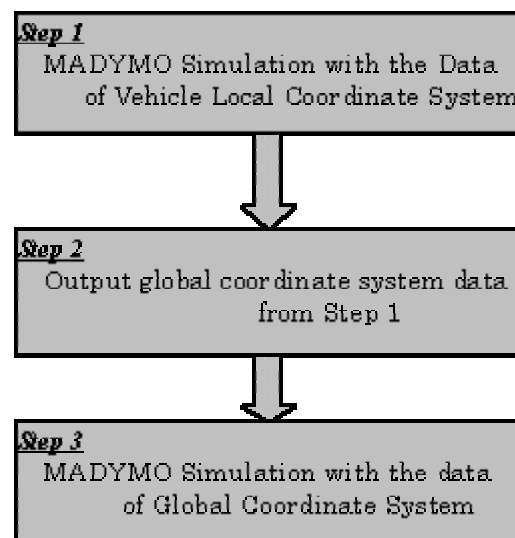 Step 1
MADYMO Simulation with the Data
of Vehicle Local Coordinate System
Step 2
Output global coordinate system data
from Step 1
Step 3
MADYMO Simulation with the data
of Global Coordinate System